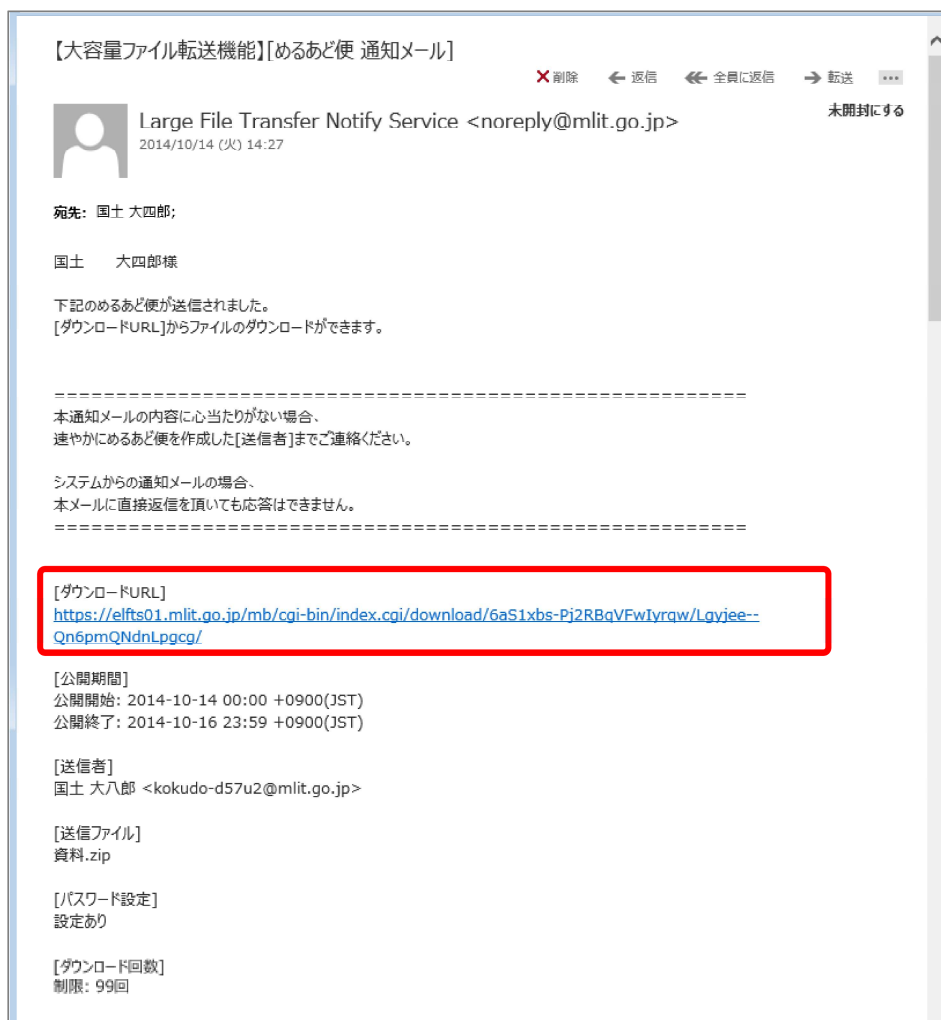 【大容量ファイル転送機能】[めるあど便 通知メール]
削除 返信 全員に返信 転送 ...
Large File Transfer Notify Service <noreply@mlit.go.jp>
未開封にする
2014/10/14 (火) 14:27
宛先: 国土 大四郎;
国土　　大四郎様
下記のめるあど便が送信されました。
[ダウンロードURL]からファイルのダウンロードができます。
========================================================
本通知メールの内容に心当たりがない場合、
速やかにめるあど便を作成した[送信者]までご連絡ください。
システムからの通知メールの場合、
本メールに直接返信を頂いても応答はできません。
========================================================
[ダウンロードURL]
https://elfts01.mlit.go.jp/mb/cgi-bin/index.cgi/download/6aS1xbs-Pj2RBqVFwIyrqw/Lgyjee--
Qn6pmQNdnLpgcg/
[公開期間]
公開開始: 2014-10-14 00:00 +0900(JST)
公開終了: 2014-10-16 23:59 +0900(JST)
[送信者]
国土 大八郎 <kokudo-d57u2@mlit.go.jp>
[送信ファイル]
資料.zip
[パスワード設定]
設定あり
[ダウンロード回数]
制限: 99回